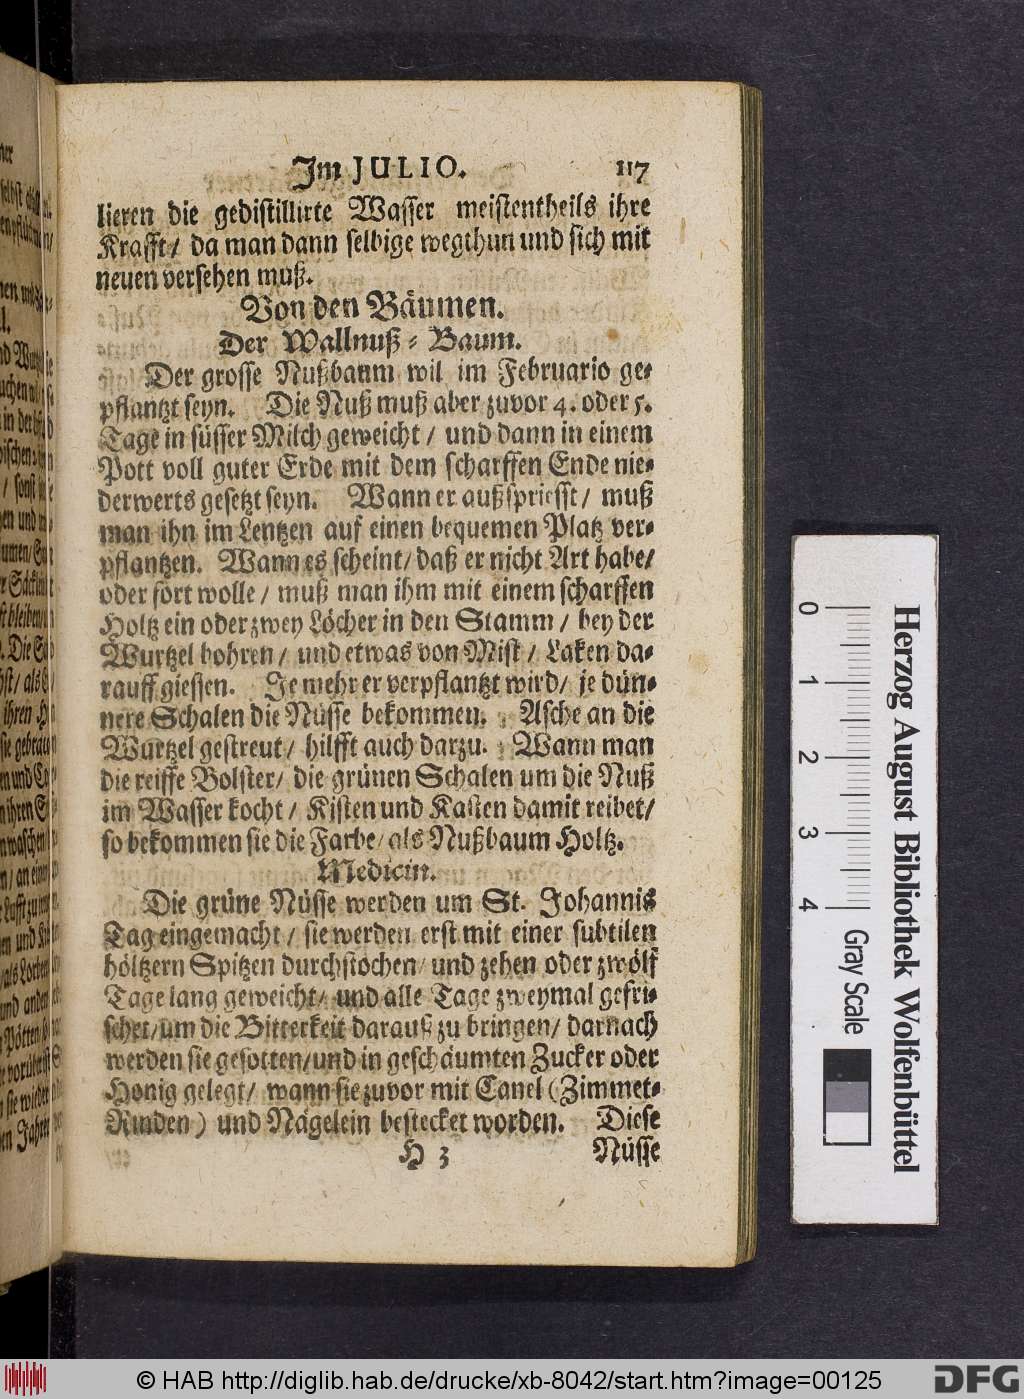 Im JULIO. 117
lieren die gedistillirte Wasser meistentheils ihre
Krafft/ da man dann selbige wegthun und sich mit
neuen versehen muß.
Von den Bäumen.
Der Wallnuß-Baum.
Der grosse Nußbaum wil im Februario ge-
pflantzt seyn. Die Nuß muß aber zuvor 4. oder 5.
Tage in süsser Milch geweicht / und dann in einem
Pott voll guter Erde mit dem scharffen Ende nie-
derwerts gesetzt seyn. Wann er außspriesst / muß
man ihn im Lentzen auf einen bequemen Platz ver-
pflantzen. Wann es scheint/ daß er nicht Art habe/
oder fort wolle / muß man ihm mit einem scharffen
Holtz ein oder zwey Löcher in den Stamm / bey der
Wurtzel bohren / und etwas von Mist / Laken da-
rauff giessen. Je mehr er verpflantzt wird/ je dün-
nere Schalen die Nüsse bekommen. Asche an die
Wurtzel gestreut / hilfft auch darzu. Wann man
die reiffe Bolster/ die grünen Schalen um die Nuß
im Wasser kocht / Kisten und Kasten damit reibet/
so bekommen sie die Farbe/ als Nußbaum Holtz.
Medicin.
Die grüne Nüsse werden um St. Johannis
Tag eingemacht / sie werden erst mit einer subtilen
höltzern Spitzen durchstochen/ und zehen oder zwölf
Tage lang geweicht/ und alle Tage zweymal gefri-
schet/ um die Bitterkeit darauß zu bringen/ darnach
werden sie gesotten/ und in geschäumten Zucker oder
Honig gelegt/ wann sie zuvor mit Canel (Zimmet-
Rinden) und Nägelein bestecket worden. Diese
H 3 Nüsse
0 1 2 3 4 Gray Scale
Herzog August Bibliothek Wolfenbüttel
© HAB http://diglib.hab.de/drucke/xb-8042/start.htm?image=00125
DFG